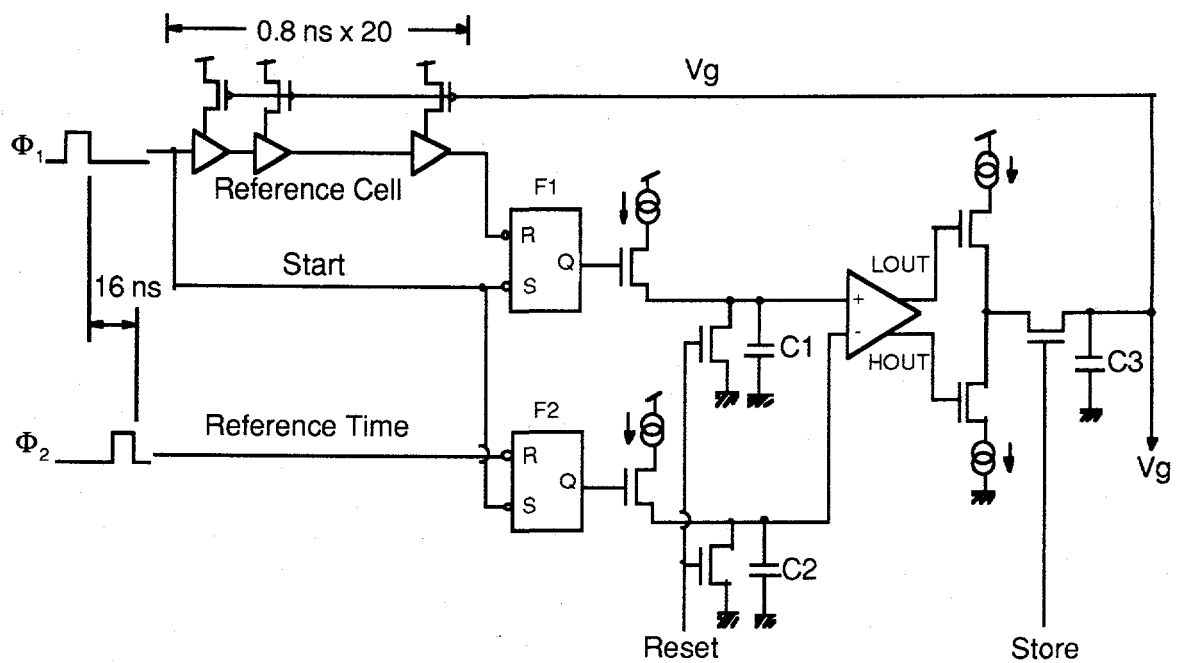 0.8 ns x 20
Vg
Φ1
Reference Cell
F1
R
Q
S
Start
16 ns
LOUT
+
-
HOUT
C1
C3
F2
Reference Time
Φ2
R
Q
S
Vg
C2
Reset
Store